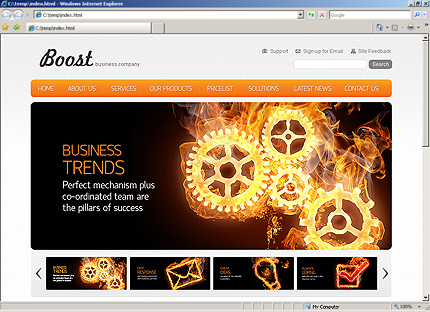 C:\temp\index.html - Windows Internet Explorer
C:\temp\index.html
Google
C:\temp\index.html
Support
Sign-up for Email
Site Feedback
Boost business company
Search
HOME ABOUT US SERVICES OUR PRODUCTS PRICELIST SOLUTIONS LATEST NEWS CONTACT US
BUSINESS
TRENDS
Perfect mechanism plus
co-ordinated team are
the pillars of success
BUSINESS
TRENDS
RESPONSE
GREAT
IDEAS
ALWAYS
My Computer
100%